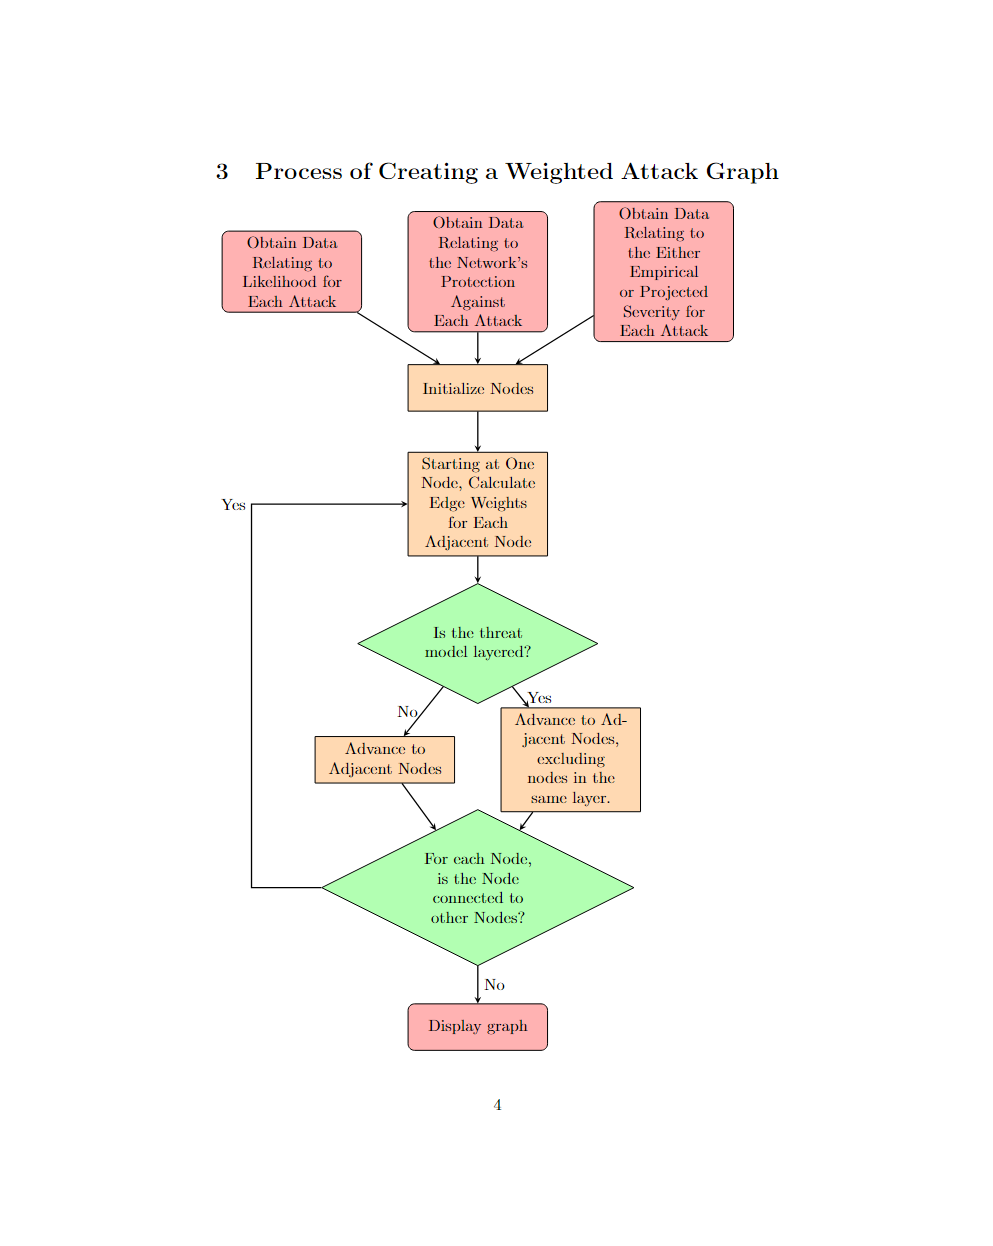 3 Process of Creating a Weighted Attack Graph
Obtain Data
Relating to
Likelihood for
Each Attack
Obtain Data
Relating to
the Network's
Protection
Against
Each Attack
Obtain Data
Relating to
the Either
Empirical
or Projected
Severity for
Each Attack
Initialize Nodes
Starting at One
Node, Calculate
Edge Weights
for Each
Adjacent Node
Yes
Is the threat
model layered?
No
Yes
Advance to
Adjacent Nodes
Advance to Ad-
jacent Nodes,
excluding
nodes in the
same layer.
For each Node,
is the Node
connected to
other Nodes?
No
Display graph
4